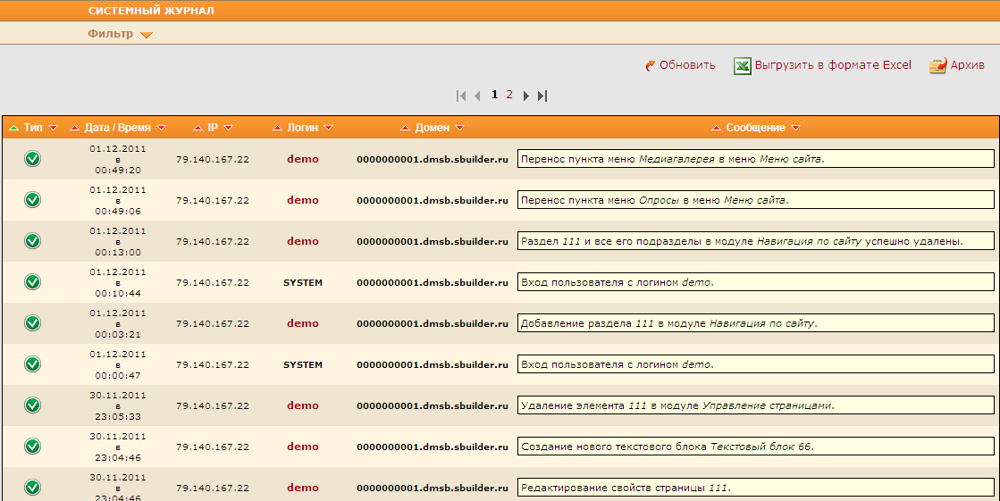 СИСТЕМНЫЙ ЖУРНАЛ
Фильтр
Обновить Выгрузить в формате Excel Архив
1 2
Тип Дата / Время IP Логин Домен Сообщение
01.12.2011
в
00:49:20
79.140.167.22 demo 0000000001.dmsb.sbuilder.ru Перенос пункта меню Медиагалерея в меню Меню сайта.
01.12.2011
в
00:49:06
79.140.167.22 demo 0000000001.dmsb.sbuilder.ru Перенос пункта меню Опросы в меню Меню сайта.
01.12.2011
в
00:13:00
79.140.167.22 demo 0000000001.dmsb.sbuilder.ru Раздел 111 и все его подразделы в модуле Навигация по сайту успешно удалены.
01.12.2011
в
00:10:44
79.140.167.22 SYSTEM 0000000001.dmsb.sbuilder.ru Вход пользователя с логином demo.
01.12.2011
в
00:03:21
79.140.167.22 demo 0000000001.dmsb.sbuilder.ru Добавление раздела 111 в модуле Навигация по сайту.
01.12.2011
в
00:00:47
79.140.167.22 SYSTEM 0000000001.dmsb.sbuilder.ru Вход пользователя с логином demo.
30.11.2011
в
23:05:33
79.140.167.22 demo 0000000001.dmsb.sbuilder.ru Удаление элемента 111 в модуле Управление страницами.
30.11.2011
в
23:04:46
79.140.167.22 demo 0000000001.dmsb.sbuilder.ru Создание нового текстового блока Текстовый блок 66.
30.11.2011
в
23:04:46
79.140.167.22 demo 0000000001.dmsb.sbuilder.ru Редактирование свойств страницы 111.